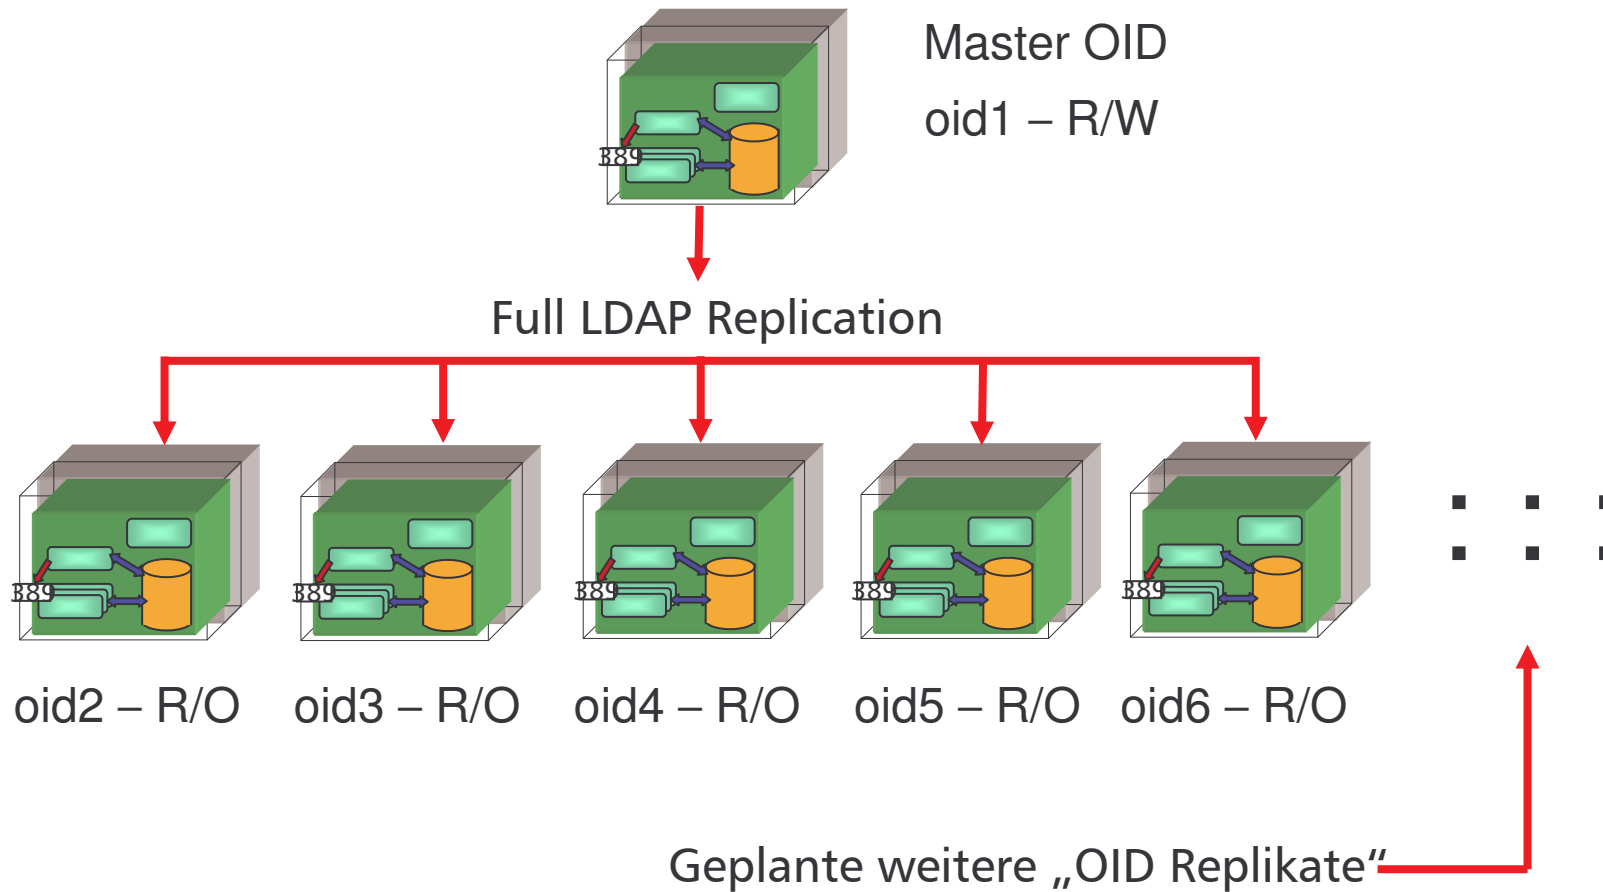 Master OID
oid1 – R/W
389
Full LDAP Replication
389 389 389 389 389
oid2 – R/O oid3 – R/O oid4 – R/O oid5 – R/O oid6 – R/O
Geplante weitere „OID Replikate“